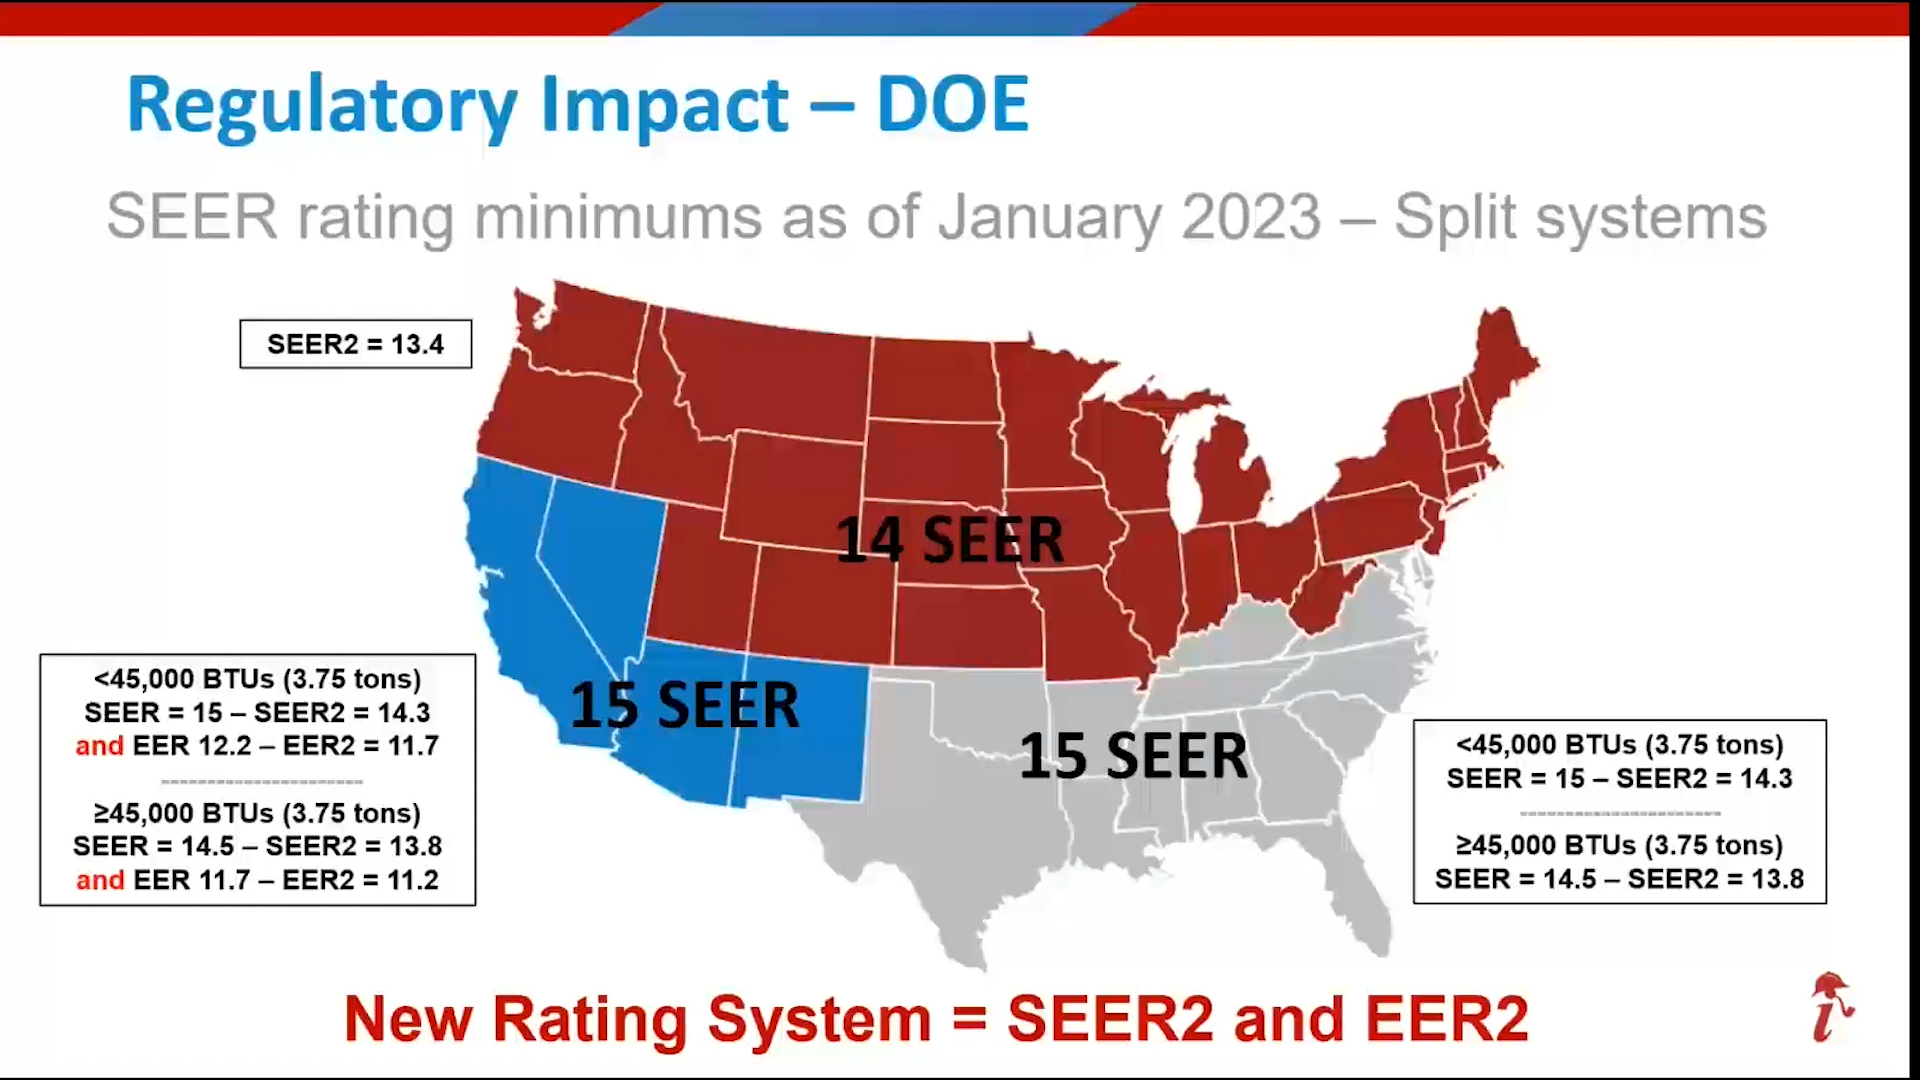 Regulatory Impact – DOE
SEER rating minimums as of January 2023 – Split systems
SEER2 = 13.4
14 SEER
15 SEER
15 SEER
<45,000 BTUs (3.75 tons)
SEER = 15 – SEER2 = 14.3
and EER 12.2 – EER2 = 11.7
----------------------
≥45,000 BTUs (3.75 tons)
SEER = 14.5 – SEER2 = 13.8
and EER 11.7 – EER2 = 11.2
<45,000 BTUs (3.75 tons)
SEER = 15 – SEER2 = 14.3
----------------------
≥45,000 BTUs (3.75 tons)
SEER = 14.5 – SEER2 = 13.8
New Rating System = SEER2 and EER2